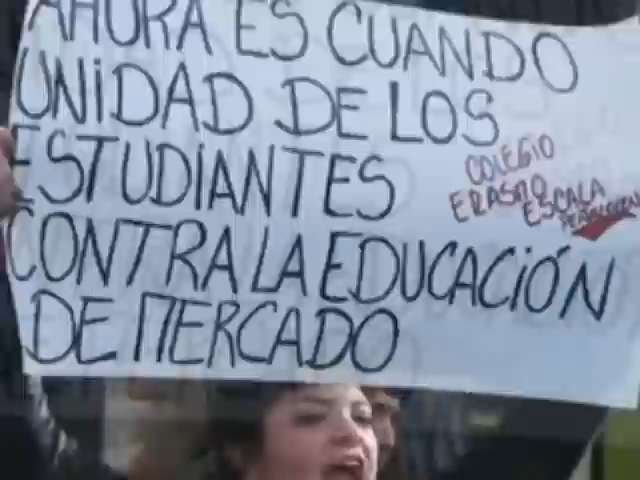 AHORA ES CUANDO
UNIDAD DE LOS
ESTUDIANTES
CONTRA LA EDUCACIÓN
DE MERCADO
COLEGIO
ERASMO
ESCALA